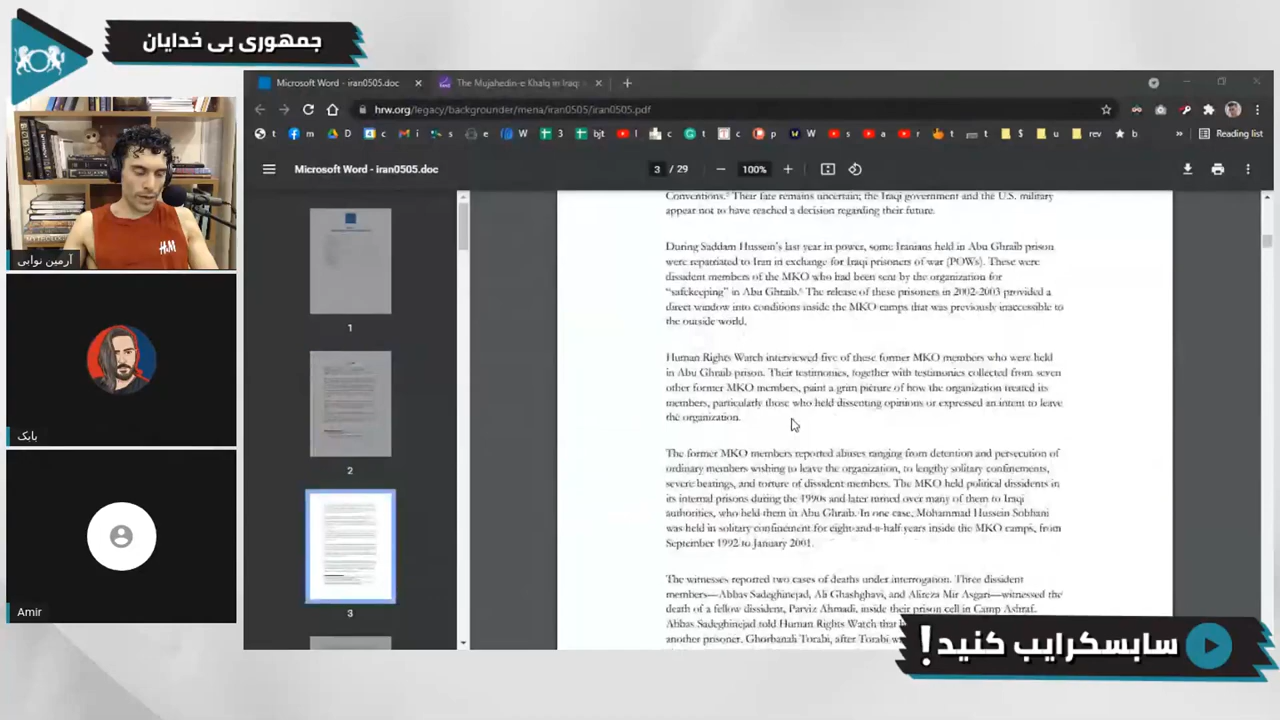 جمهوری بی خدایان
Microsoft Word - iran0505.doc
The Mujahedin-e Khalq in Iraq
hrw.org/legacy/backgrounder/mena/iran0505/iran0505.pdf
t m D c i s e W 3 bjt l c t c p W s a r t t $ u rev b » Reading list
Microsoft Word - iran0505.doc
3 / 29
100%
Conventions. Their fate remains uncertain; the Iraqi government and the U.S. military
appear not to have reached a decision regarding their future.
During Saddam Hussein's last year in power, some Iranians held in Abu Ghraib prison
were repatriated to Iran in exchange for Iraqi prisoners of war (POWs). These were
dissident members of the MKO who had been sent by the organization for
“safekeeping” in Abu Ghraib. The release of these prisoners in 2002-2003 provided a
direct window into conditions inside the MKO camps that was previously inaccessible to
the outside world.
Human Rights Watch interviewed five of these former MKO members who were held
in Abu Ghraib prison. Their testimonies, together with testimonies collected from seven
other former MKO members, paint a grim picture of how the organization treated its
members, particularly those who held dissenting opinions or expressed an intent to leave
the organization.
The former MKO members reported abuses ranging from detention and persecution of
ordinary members wishing to leave the organization, to lengthy solitary confinements,
severe beatings, and torture of dissident members. The MKO held political dissidents in
its internal prisons during the 1990s and later turned over many of them to Iraqi
authorities, who held them in Abu Ghraib. In one case, Mohammad Hussein Sobhani
was held in solitary confinement for eight-and-a-half years inside the MKO camps, from
September 1992 to January 2001.
The witnesses reported two cases of deaths under interrogation. Three dissident
members—Abbas Sadeghinejad, Ali Ghashghavi, and Alireza Mir Asgari—witnessed the
death of a fellow dissident, Parviz Ahmadi, inside their prison cell in Camp Ashraf.
Abbas Sadeghinejad told Human Rights Watch that
another prisoner, Ghorbanali Torabi, after Torabi
1
2
3
H&M
آرمین نوابی
بابک
Amir
سابسکرایب کنید!